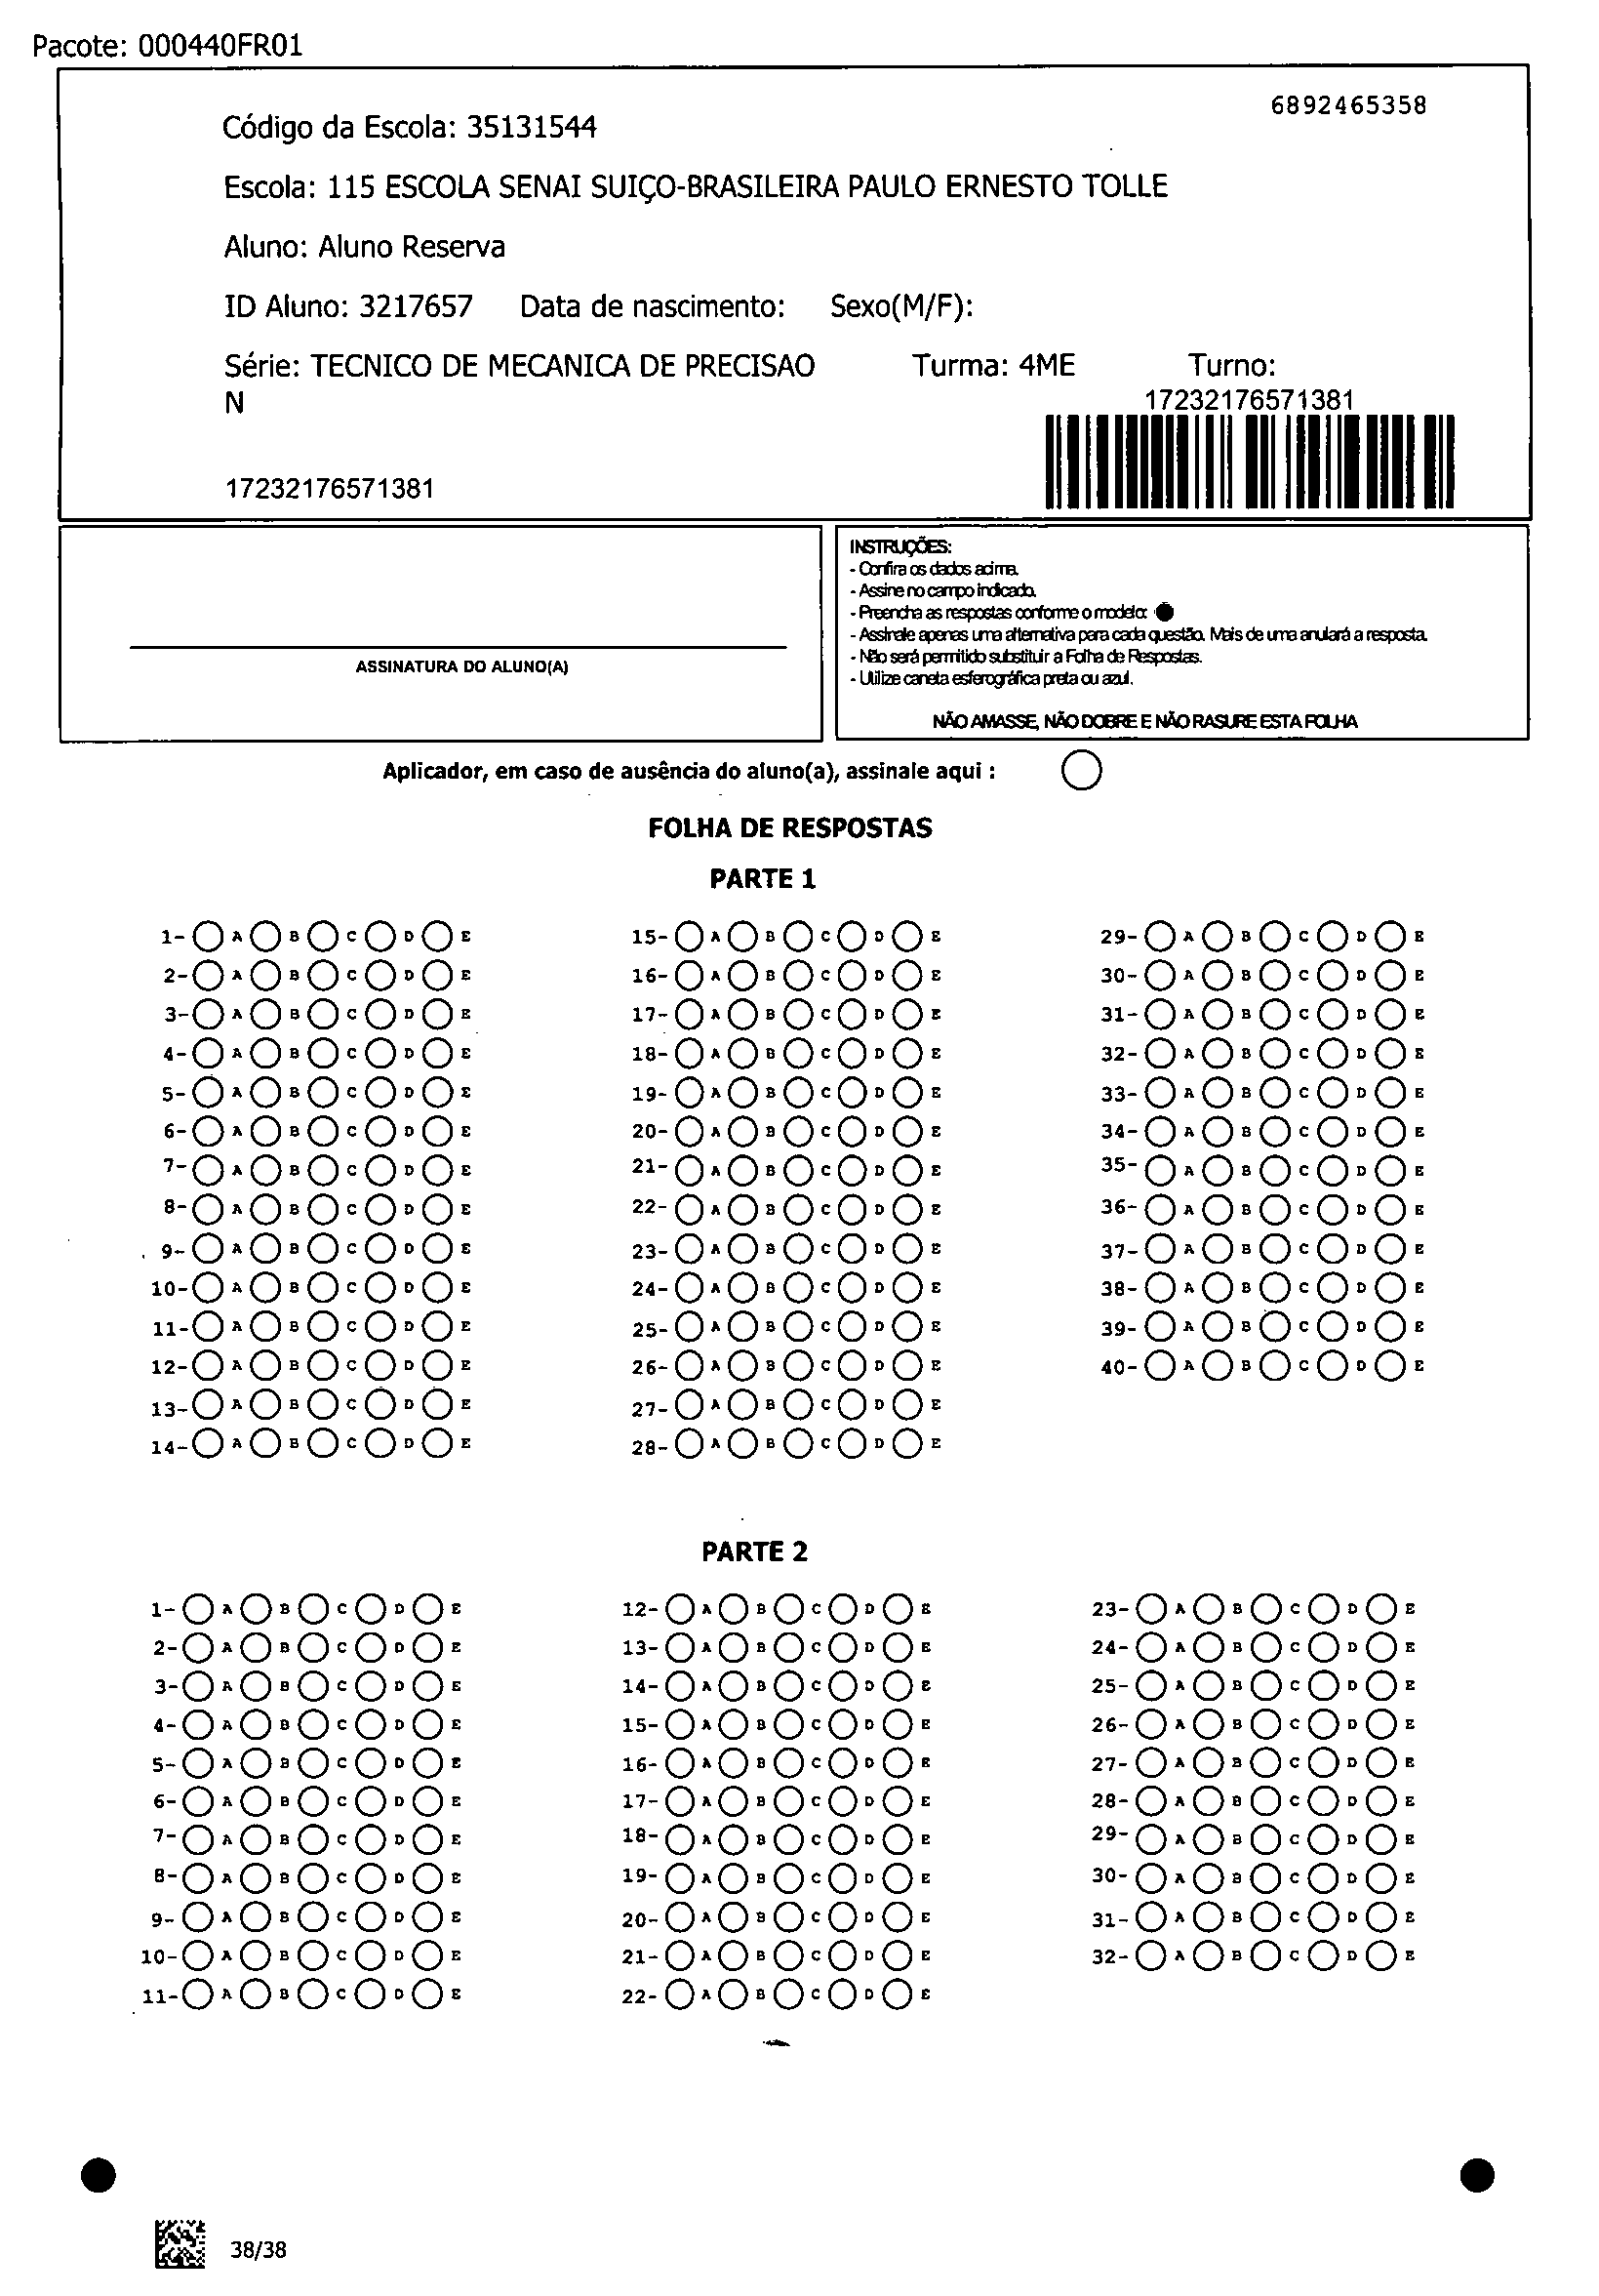 Pacote: 000440FR01
6892465358
Código da Escola: 35131544
Escola: 115 ESCOLA SENAI SUIÇO-BRASILEIRA PAULO ERNESTO TOLLE
Aluno: Aluno Reserva
ID Aluno: 3217657 Data de nascimento: Sexo(M/F):
Série: TECNICO DE MECANICA DE PRECISAO Turma: 4ME Turno:
N
17232176571381
17232176571381
ASSINATURA DO ALUNO(A)
INSTRUÇÕES:
- Confira os dados acima.
- Assine no campo indicado.
- Preencha as respostas conforme o modelo:
- Assinale apenas uma alternativa para cada questão. Mais de uma anulará a resposta.
- Não será permitido substituir a Folha de Respostas.
- Utilize caneta esferográfica preta ou azul.
NÃO AMASSE, NÃO DOBRE E NÃO RASURE ESTA FOLHA
Aplicador, em caso de ausência do aluno(a), assinale aqui :
FOLHA DE RESPOSTAS
PARTE 1
1- A B C D E 15- A B C D E 29- A B C D E
2- A B C D E 16- A B C D E 30- A B C D E
3- A B C D E 17- A B C D E 31- A B C D E
4- A B C D E 18- A B C D E 32- A B C D E
5- A B C D E 19- A B C D E 33- A B C D E
6- A B C D E 20- A B C D E 34- A B C D E
7- A B C D E 21- A B C D E 35- A B C D E
8- A B C D E 22- A B C D E 36- A B C D E
9- A B C D E 23- A B C D E 37- A B C D E
10- A B C D E 24- A B C D E 38- A B C D E
11- A B C D E 25- A B C D E 39- A B C D E
12- A B C D E 26- A B C D E 40- A B C D E
13- A B C D E 27- A B C D E
14- A B C D E 28- A B C D E
PARTE 2
1- A B C D E 12- A B C D E 23- A B C D E
2- A B C D E 13- A B C D E 24- A B C D E
3- A B C D E 14- A B C D E 25- A B C D E
4- A B C D E 15- A B C D E 26- A B C D E
5- A B C D E 16- A B C D E 27- A B C D E
6- A B C D E 17- A B C D E 28- A B C D E
7- A B C D E 18- A B C D E 29- A B C D E
8- A B C D E 19- A B C D E 30- A B C D E
9- A B C D E 20- A B C D E 31- A B C D E
10- A B C D E 21- A B C D E 32- A B C D E
11- A B C D E 22- A B C D E
38/38